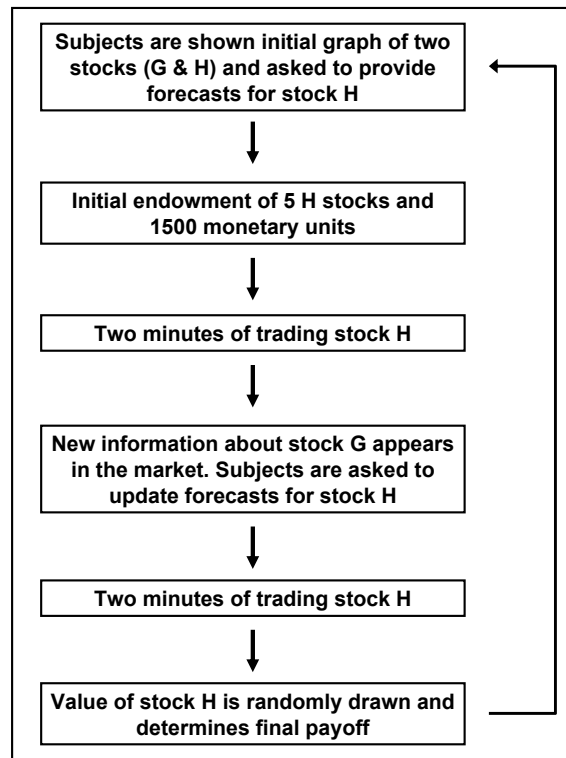 Subjects are shown initial graph of two
stocks (G & H) and asked to provide
forecasts for stock H
Initial endowment of 5 H stocks and
1500 monetary units
Two minutes of trading stock H
New information about stock G appears
in the market. Subjects are asked to
update forecasts for stock H
Two minutes of trading stock H
Value of stock H is randomly drawn and
determines final payoff